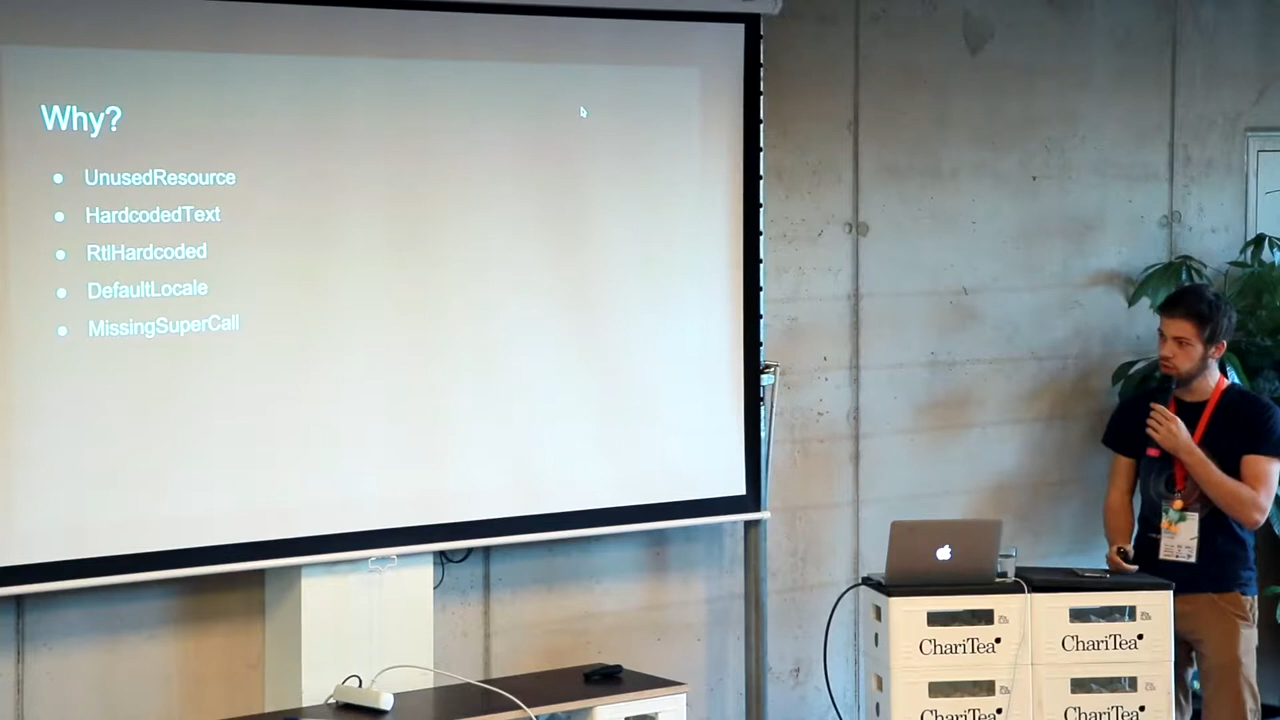 Why?
UnusedResource
HardcodedText
RtlHardcoded
DefaultLocale
MissingSuperCall
ChariTea
ChariTea
ChariTea
ChariTea